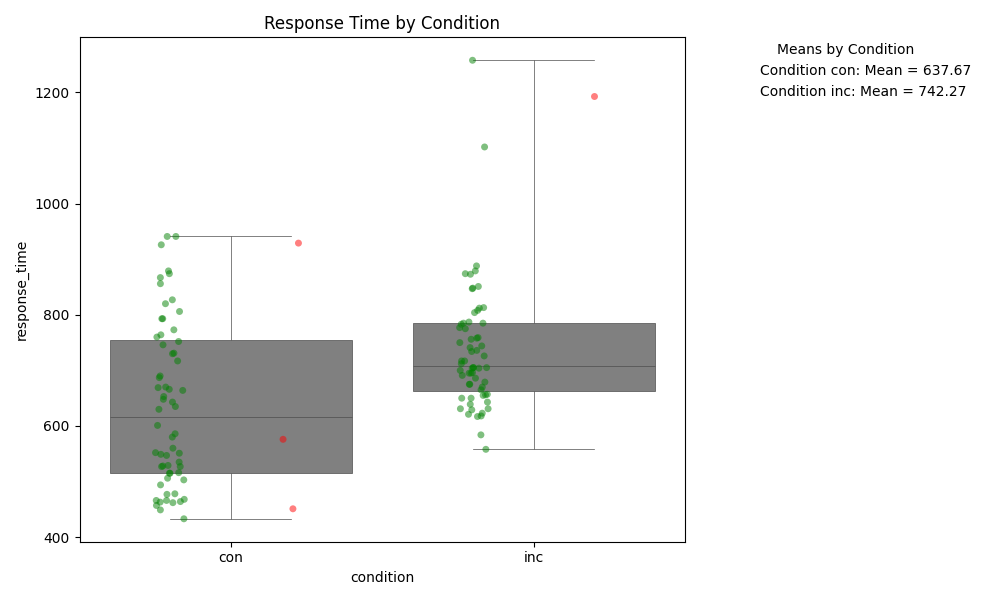 Response Time by Condition
Means by Condition
Condition con: Mean = 637.67
Condition inc: Mean = 742.27
1200
1000
800
600
400
response_time
con
inc
condition